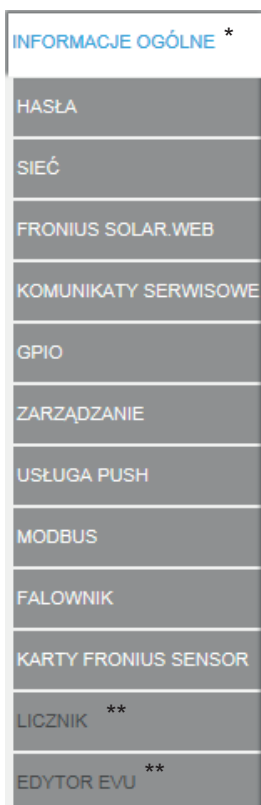 INFORMACJE OGÓLNE *
HASŁA
SIEĆ
FRONIUS SOLAR.WEB
KOMUNIKATY SERWISOWE
GPIO
ZARZĄDZANIE
USŁUGA PUSH
MODBUS
FALOWNIK
KARTY FRONIUS SENSOR
LICZNIK **
EDYTOR EVU **